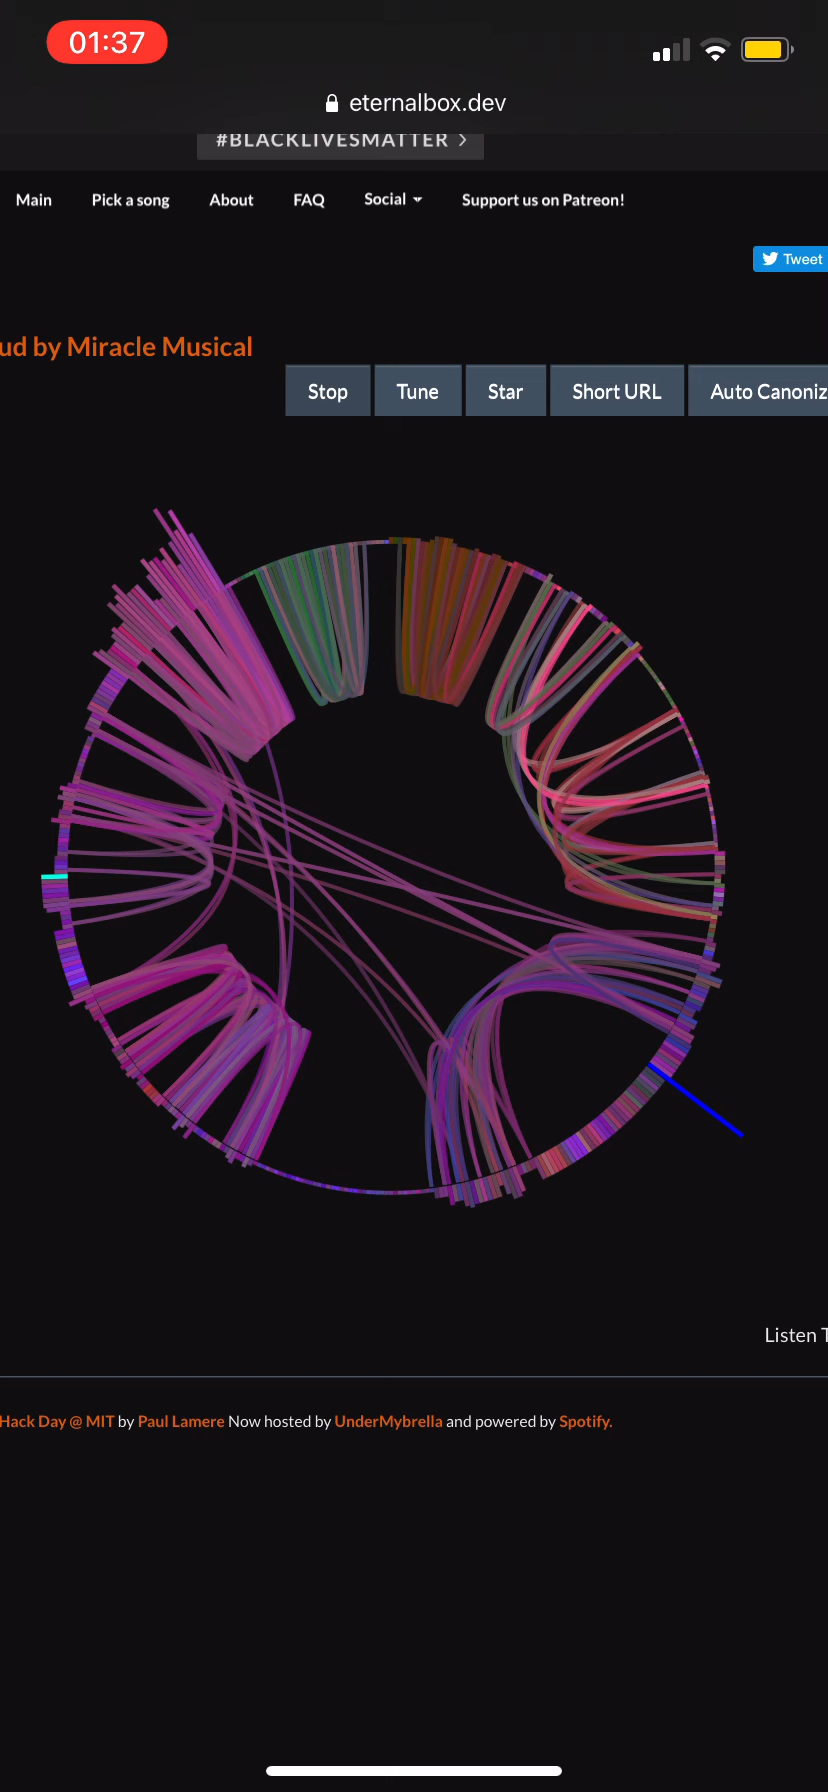 01:37
eternalbox.dev
#BLACKLIVESMATTER >
Main Pick a song About FAQ Social Support us on Patreon!
Tweet
ud by Miracle Musical
Stop Tune Star Short URL Auto Canoniz
Listen T
Hack Day @ MIT by Paul Lamere Now hosted by UnderMybrella and powered by Spotify.